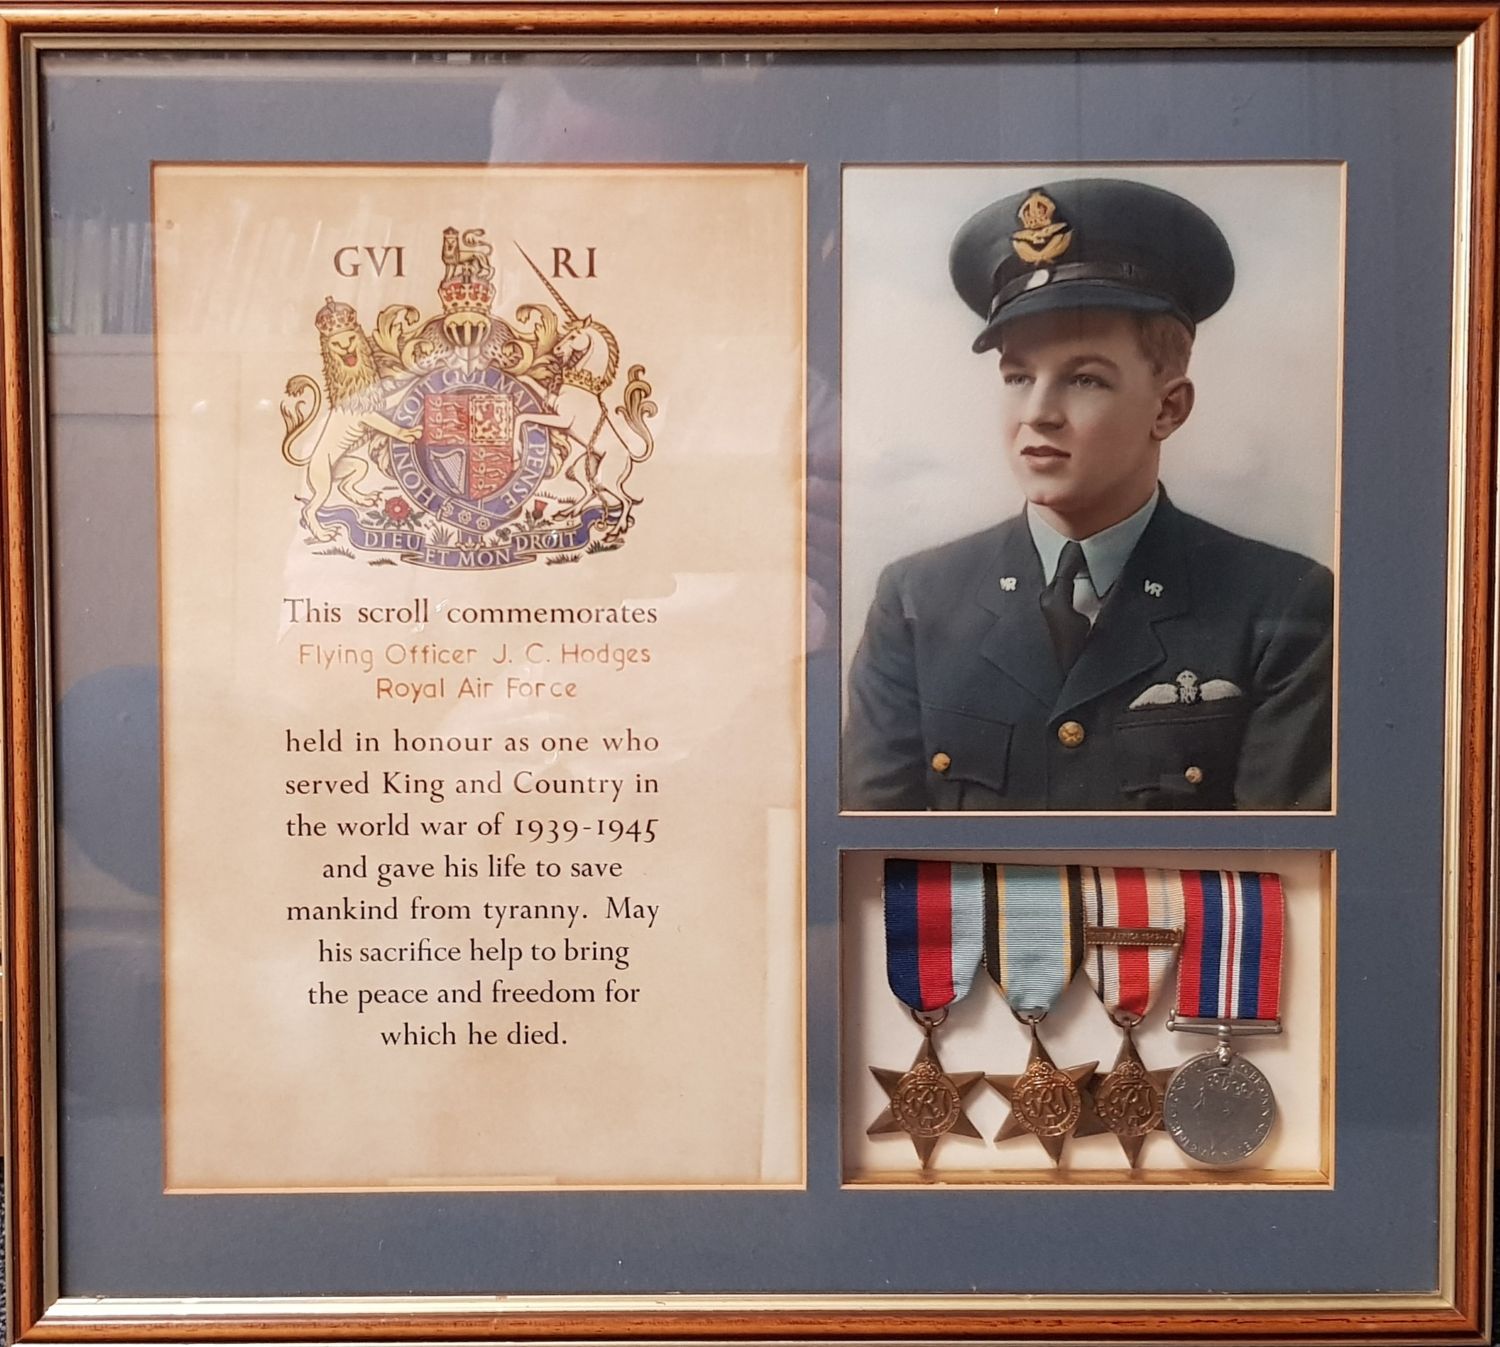 GVI RI
HONI SOIT QUI MAL Y PENSE
DIEU ET MON DROIT
This scroll commemorates
Flying Officer J. C. Hodges
Royal Air Force
held in honour as one who
served King and Country in
the world war of 1939-1945
and gave his life to save
mankind from tyranny. May
his sacrifice help to bring
the peace and freedom for
which he died.
VR VR